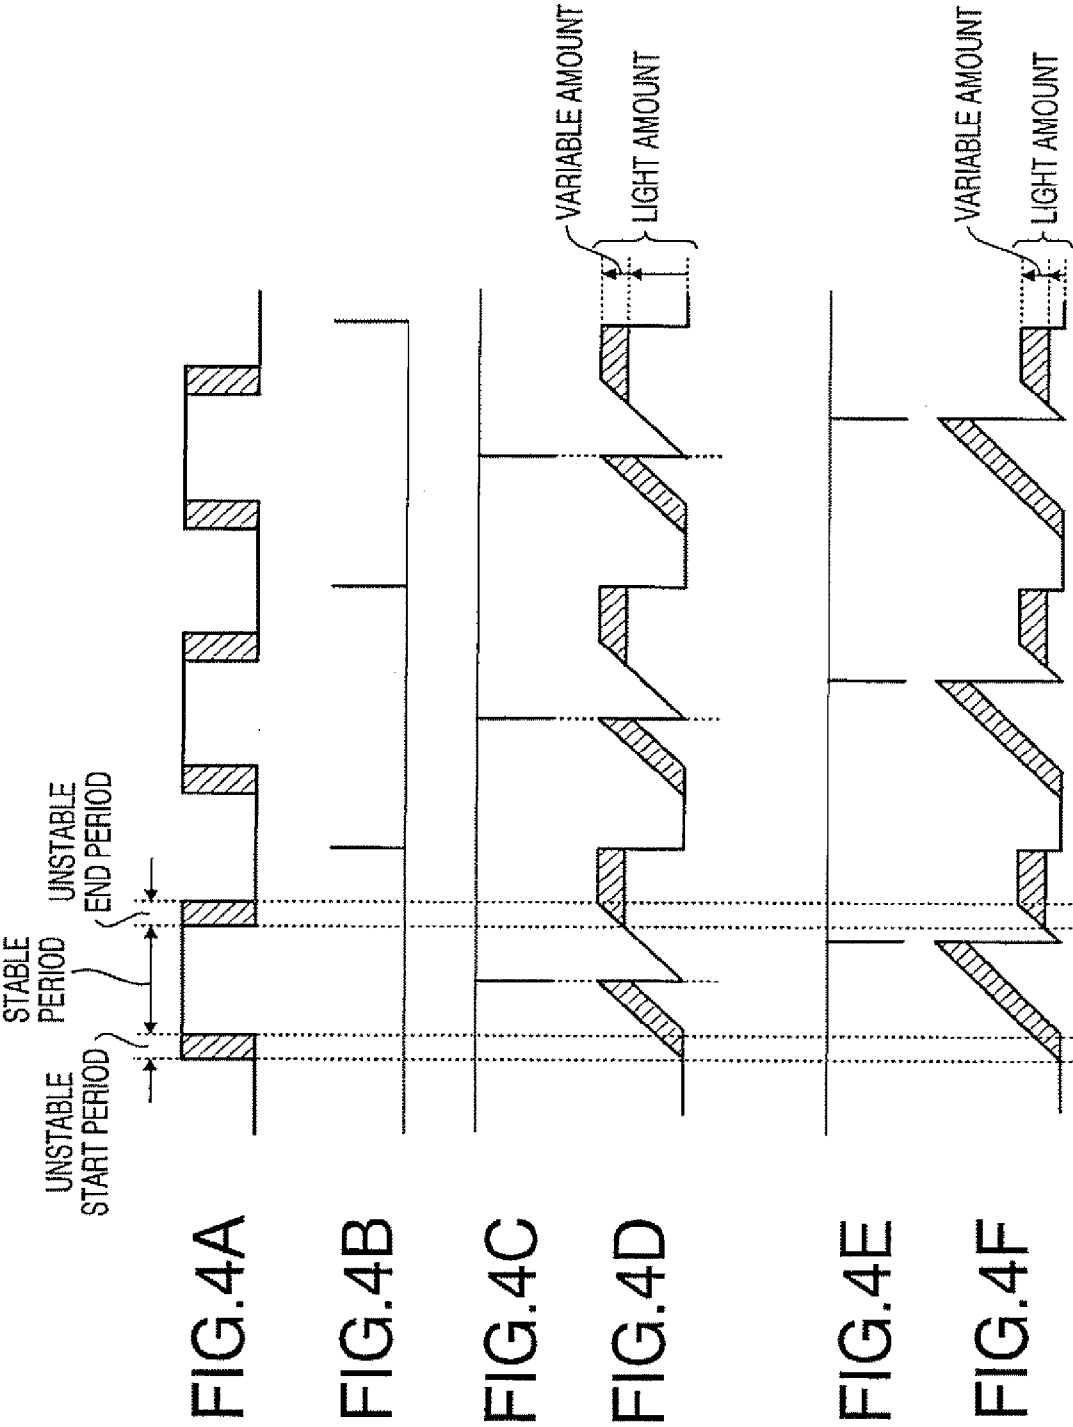 UNSTABLE
START PERIOD
STABLE
PERIOD
UNSTABLE
END PERIOD
FIG.4A
FIG.4B
FIG.4C
VARIABLE AMOUNT
LIGHT AMOUNT
FIG.4D
FIG.4E
VARIABLE AMOUNT
LIGHT AMOUNT
FIG.4F